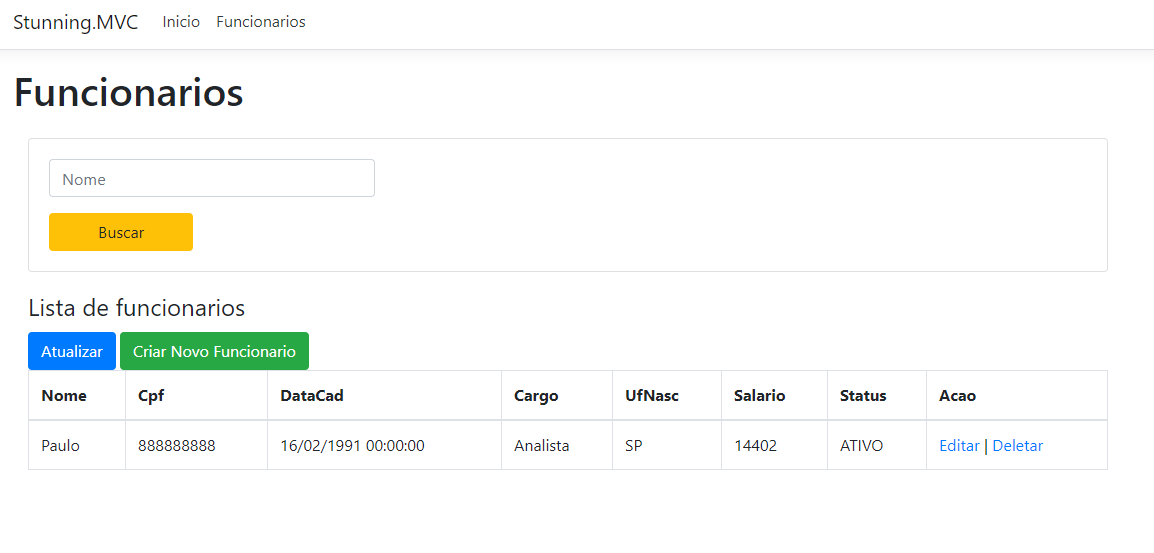 Stunning.MVC Inicio Funcionarios
Funcionarios
Nome
Buscar
Lista de funcionarios
Atualizar Criar Novo Funcionario
Nome Cpf DataCad Cargo UfNasc Salario Status Acao
Paulo 888888888 16/02/1991 00:00:00 Analista SP 14402 ATIVO Editar | Deletar